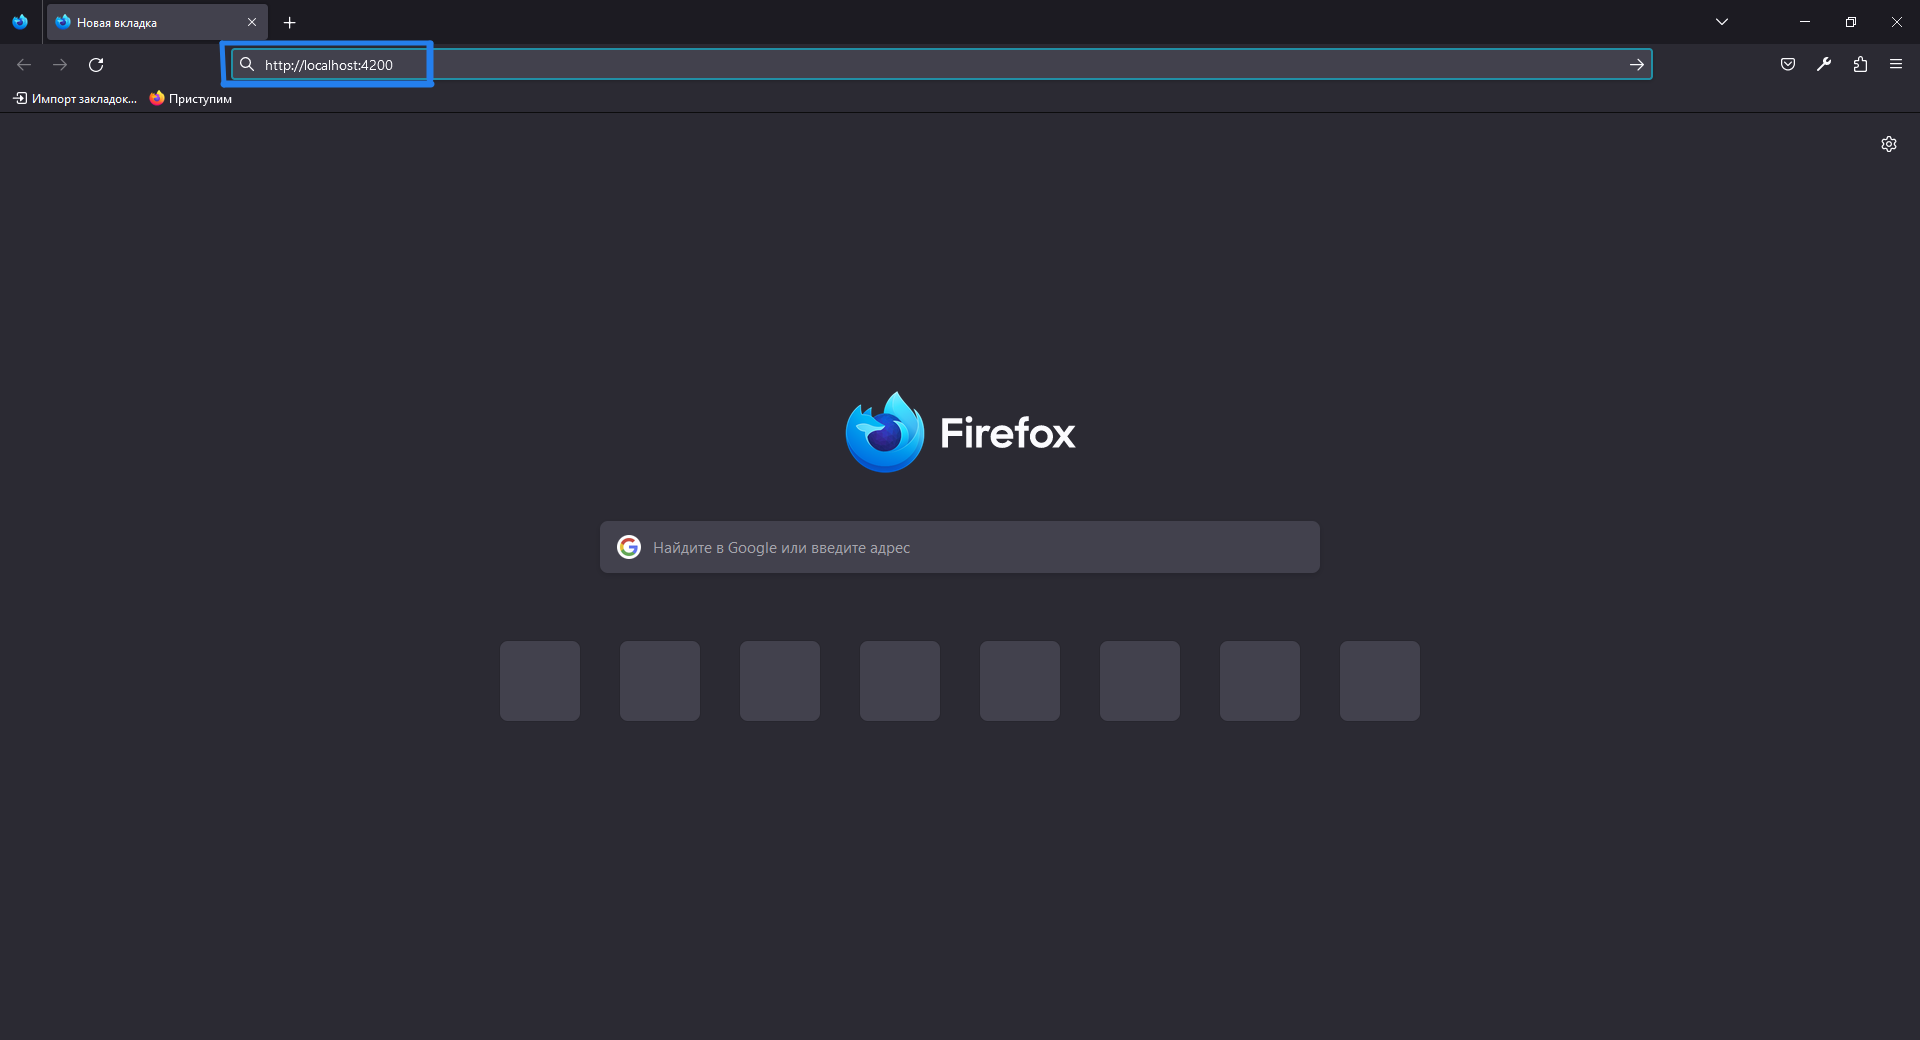 Новая вкладка
http://localhost:4200
Импорт закладок...
Приступим
Firefox
Найдите в Google или введите адрес